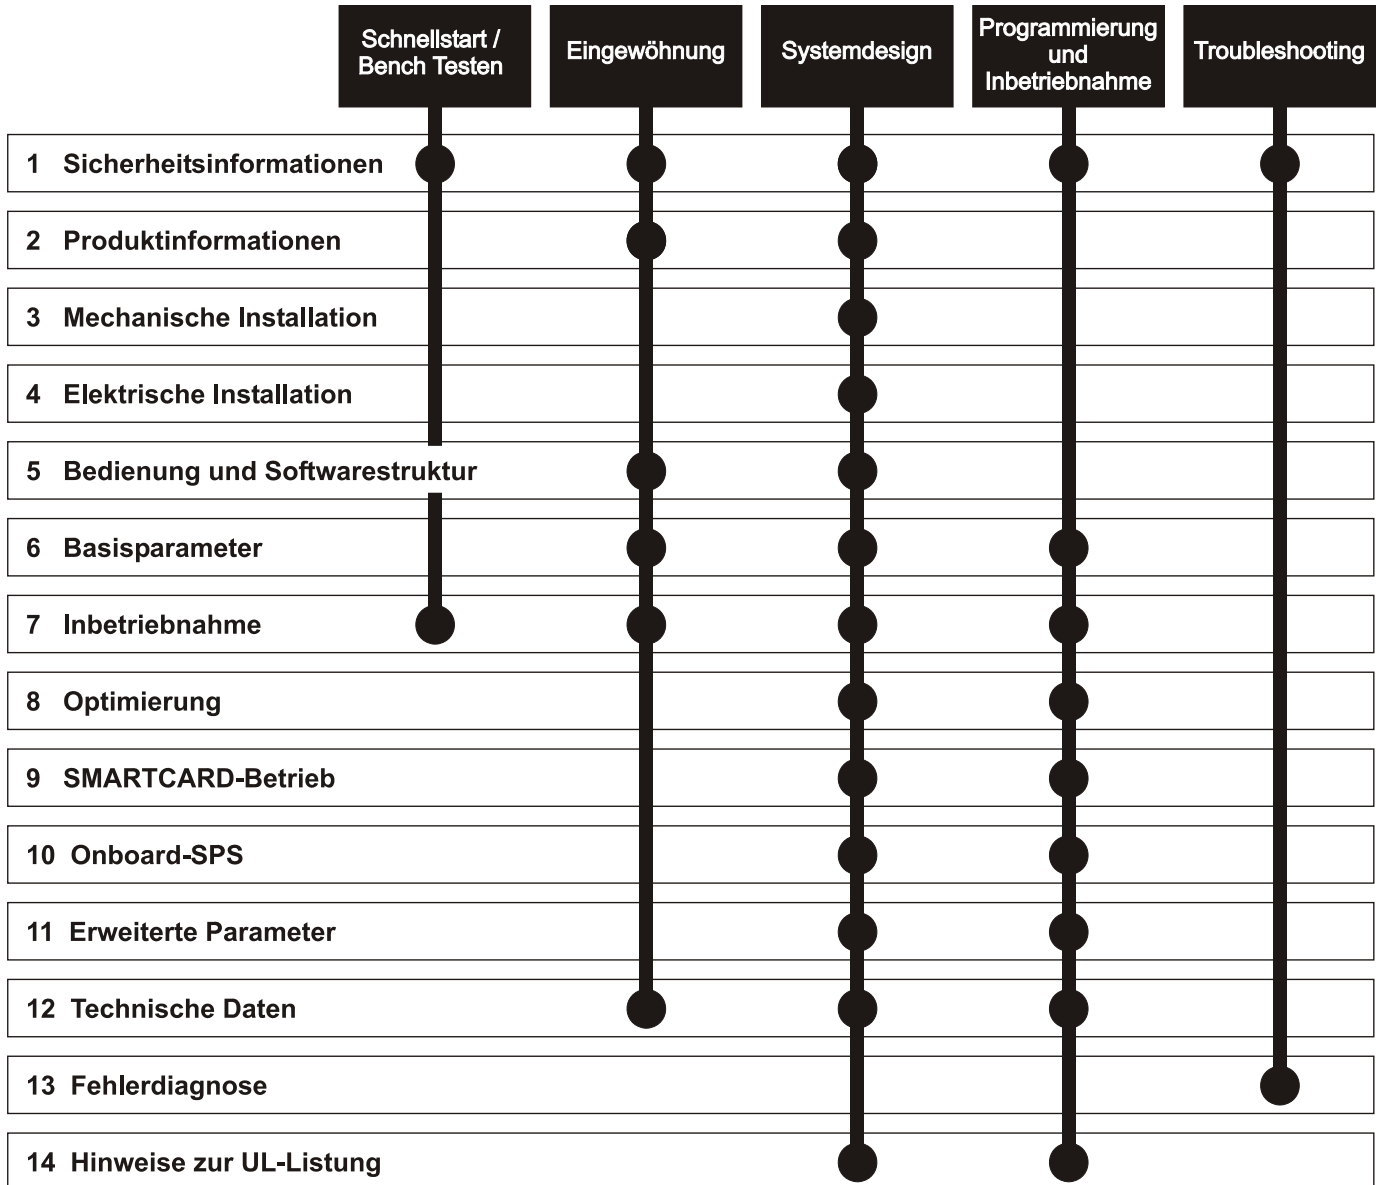 Schnellstart /
Bench Testen
Eingewöhnung
Systemdesign
Programmierung
und
Inbetriebnahme
Troubleshooting
1 Sicherheitsinformationen
2 Produktinformationen
3 Mechanische Installation
4 Elektrische Installation
5 Bedienung und Softwarestruktur
6 Basisparameter
7 Inbetriebnahme
8 Optimierung
9 SMARTCARD-Betrieb
10 Onboard-SPS
11 Erweiterte Parameter
12 Technische Daten
13 Fehlerdiagnose
14 Hinweise zur UL-Listung